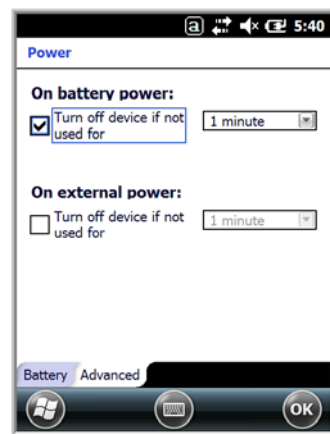 a 5:40
Power
On battery power:
Turn off device if not
used for
1 minute
On external power:
Turn off device if not
used for
1 minute
Battery Advanced
OK